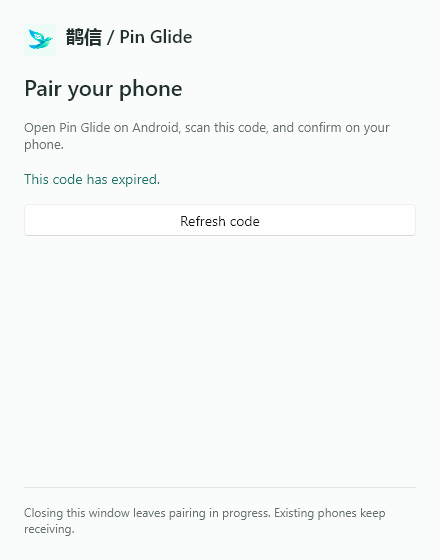 鹊信 / Pin Glide
Pair your phone
Open Pin Glide on Android, scan this code, and confirm on your
phone.
This code has expired.
Refresh code
Closing this window leaves pairing in progress. Existing phones keep
receiving.